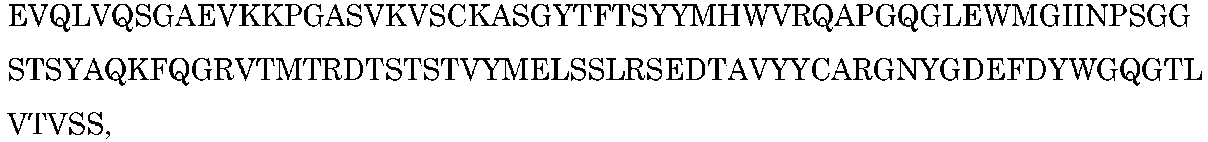 EVQLVQSGAEVKKPGASVKVSCKASGYTFTSYYMHWVRQAPGQGLEWMGIINPSGG
STSYAQKFQGRVTMTRDTSTSTVYMELSSLRSEDTAVYYCARGNYGDEFDYWGQGTL
VTVSS,